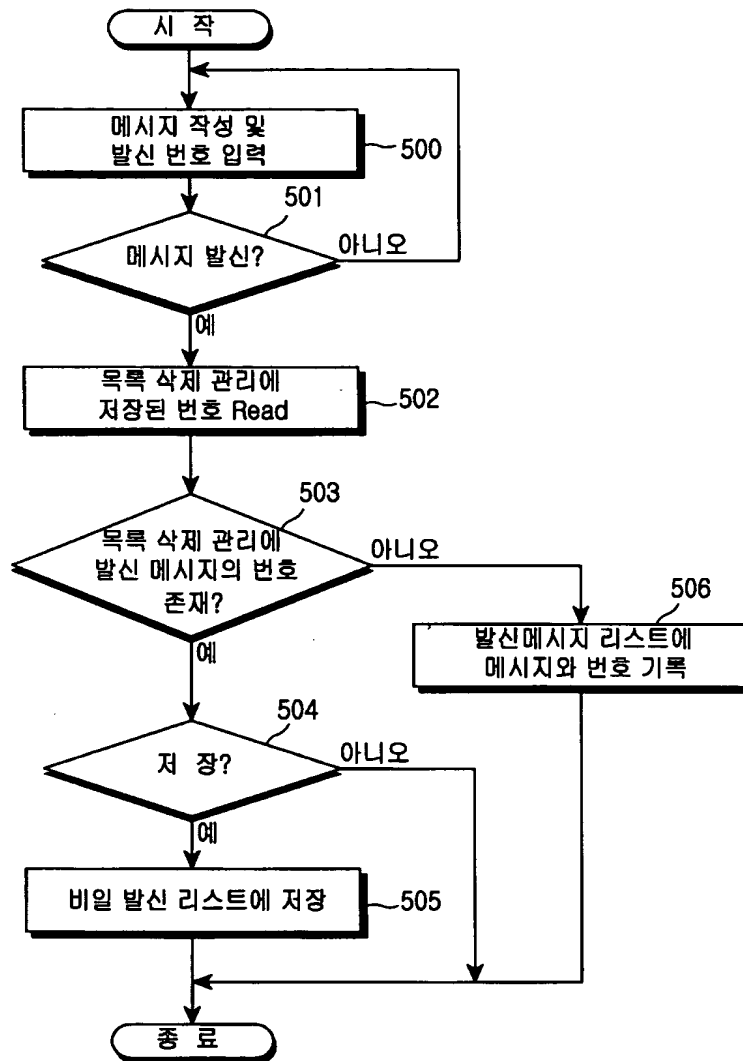 시 작
메시지 작성 및
발신 번호 입력
500
501
메시지 발신?
아니오
예
목록 삭제 관리에
저장된 번호 Read
502
503
목록 삭제 관리에
발신 메시지의 번호
존재?
아니오
예
506
발신메시지 리스트에
메시지와 번호 기록
504
저 장?
아니오
예
비일 발신 리스트에 저장
505
종 료